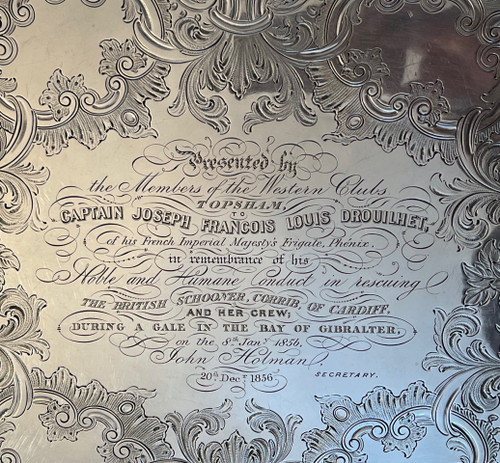 Presented by
the Members of the Western Clubs
TOPSHAM,
TO
CAPTAIN JOSEPH FRANÇOIS LOUIS DROUILHET,
of his French Imperial Majesty's Frigate, Phénix,
in remembrance of his
Noble and Humane Conduct in rescuing
THE BRITISH SCHOONER, CORRIB, OF CARDIFF,
AND HER CREW;
DURING A GALE IN THE BAY OF GIBRALTER,
on the 8th Jany 1856,
John Holman
20th Decr 1856 SECRETARY.